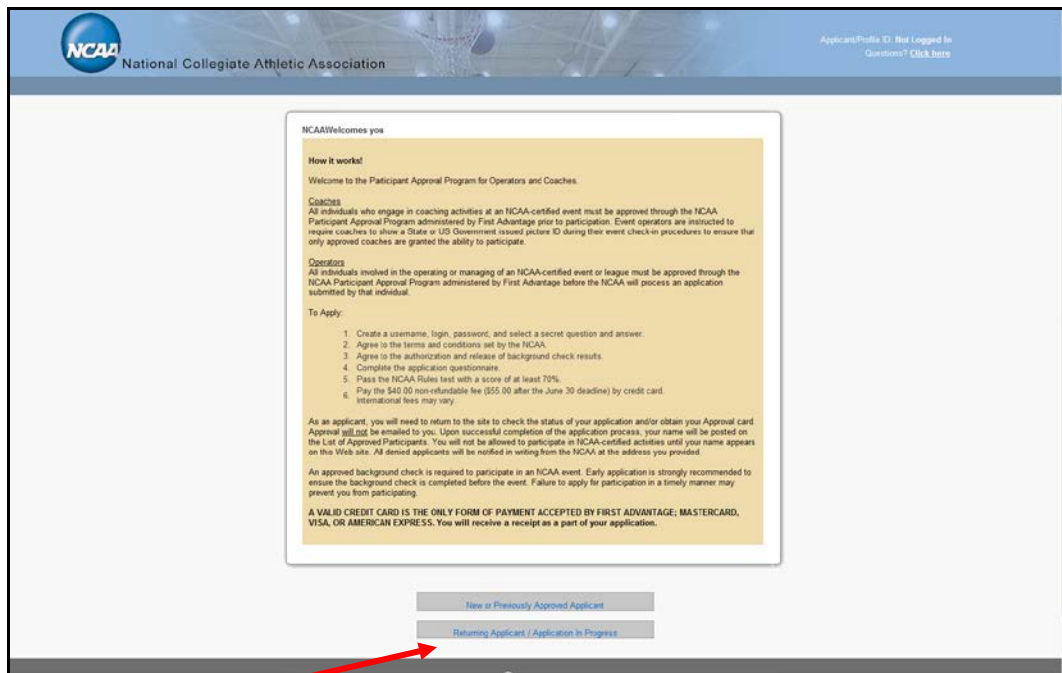 NCAA
National Collegiate Athletic Association
Applicant/Profile ID: Not Logged In
Questions? Click here
NCAAWelcomes you
How it works!
Welcome to the Participant Approval Program for Operators and Coaches.
Coaches
All individuals who engage in coaching activities at an NCAA-certified event must be approved through the NCAA
Participant Approval Program administered by First Advantage prior to participation. Event operators are instructed to
require coaches to show a State or US Government issued picture ID during their event check-in procedures to ensure that
only approved coaches are granted the ability to participate.
Operators
All individuals involved in the operating or managing of an NCAA-certified event or league must be approved through the
NCAA Participant Approval Program administered by First Advantage before the NCAA will process an application
submitted by that individual.
To Apply:
1. Create a username, login, password, and select a secret question and answer.
2. Agree to the terms and conditions set by the NCAA.
3. Agree to the authorization and release of background check results.
4. Complete the application questionnaire.
5. Pass the NCAA Rules test with a score of at least 70%.
6. Pay the $40.00 non-refundable fee ($55.00 after the June 30 deadline) by credit card.
International fees may vary.
As an applicant, you will need to return to the site to check the status of your application and/or obtain your Approval card.
Approval will not be emailed to you. Upon successful completion of the application process, your name will be posted on
the Lot of Approved Participants. You will not be allowed to participate in NCAA-certified activities until your name appears
on this Web site. All denied applicants will be notified in writing from the NCAA at the address you provided.
An approved background check is required to participate in an NCAA event. Early application is strongly recommended to
ensure the background check is completed before the event. Failure to apply for participation in a timely manner may
prevent you from participating.
A VALID CREDIT CARD IS THE ONLY FORM OF PAYMENT ACCEPTED BY FIRST ADVANTAGE; MASTERCARD,
VISA, OR AMERICAN EXPRESS. You will receive a receipt as a part of your application.
New or Previously Approved Applicant
Returning Applicant / Application In Progress